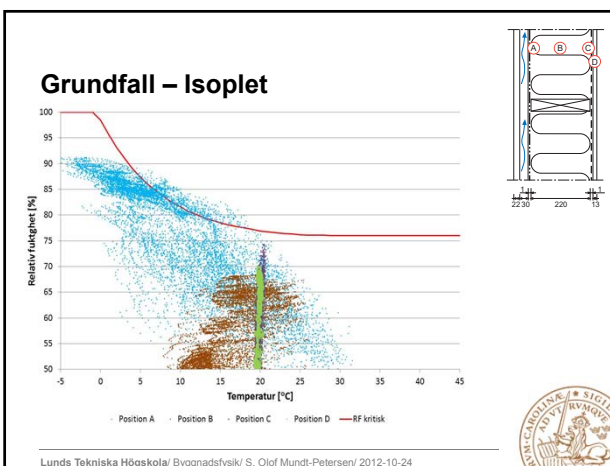 Grundfall – Isoplet
A B C
D
1 1
22 30 220 13
100
95
90
85
80
75
70
65
60
55
50
Relativ fuktghet [%]
-5 0 5 10 15 20 25 30 35 40 45
Temperatur [°C]
Position A Position B Position C Position D RF kritisk
Lunds Tekniska Högskola/ Byggnadsfysik/ S. Olof Mundt-Petersen/ 2012-10-24